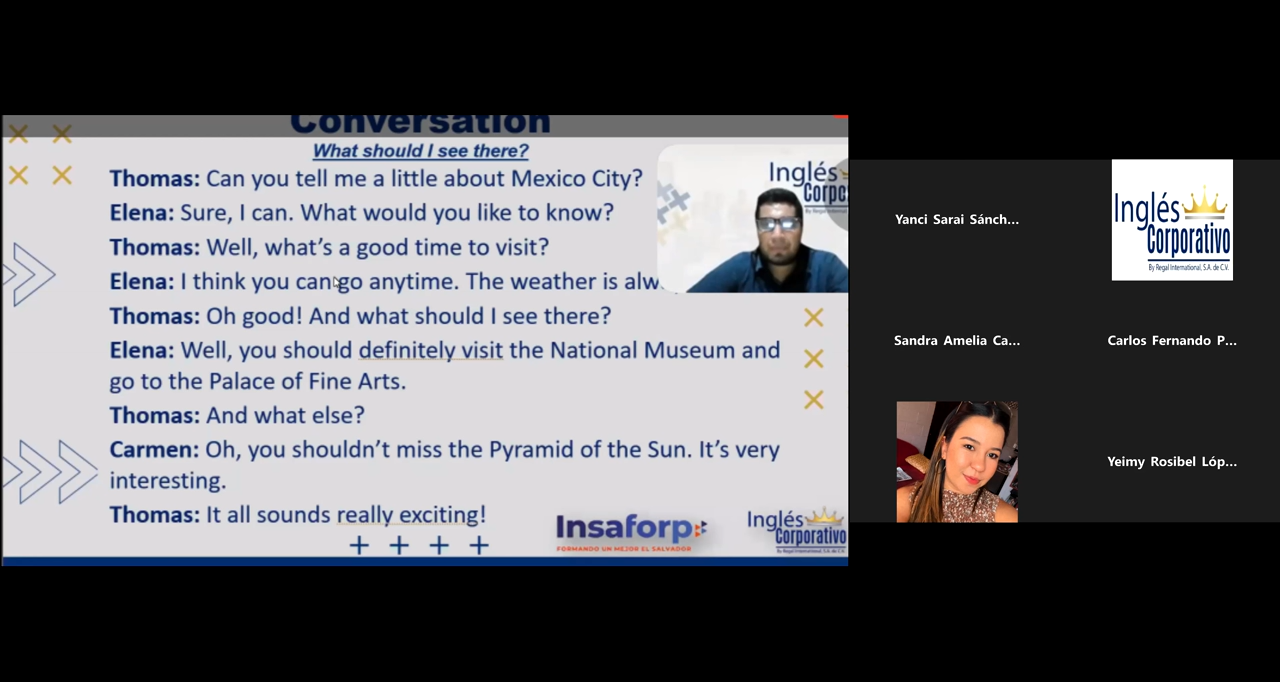 Conversation
What should I see there?
Thomas: Can you tell me a little about Mexico City?
Elena: Sure, I can. What would you like to know?
Thomas: Well, what's a good time to visit?
Elena: I think you can go anytime. The weather is
Thomas: Oh good! And what should I see there?
Elena: Well, you should definitely visit the National Museum and
go to the Palace of Fine Arts.
Thomas: And what else?
Carmen: Oh, you shouldn't miss the Pyramid of the Sun. It's very
interesting.
Thomas: It all sounds really exciting!
Insaforp
FORMANDO UN MEJOR EL SALVADOR
Inglés
Corporativo
Inglés
Yanci Sarai Sánch...
Inglés
Corporativo
By Regal International, S.A. de C.V.
Sandra Amelia Ca...
Carlos Fernando P...
Yeimy Rosibel Lóp...